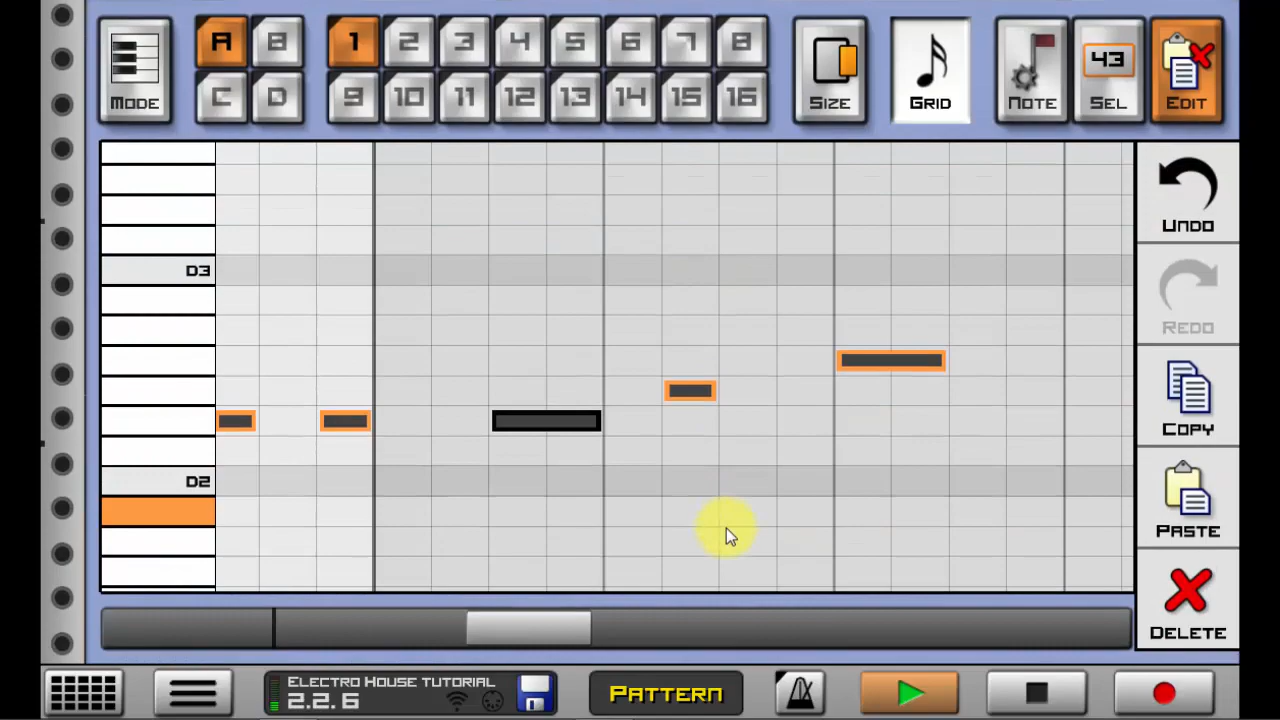 A B 1 2 3 4 5 6 7 8 43
MODE C D 9 10 11 12 13 14 15 16 SIZE GRID NOTE SEL EDIT
UNDO
D3
REDO
COPY
D2
PASTE
DELETE
ELECTRO HOUSE TUTORIAL
2.2.6
PATTERN